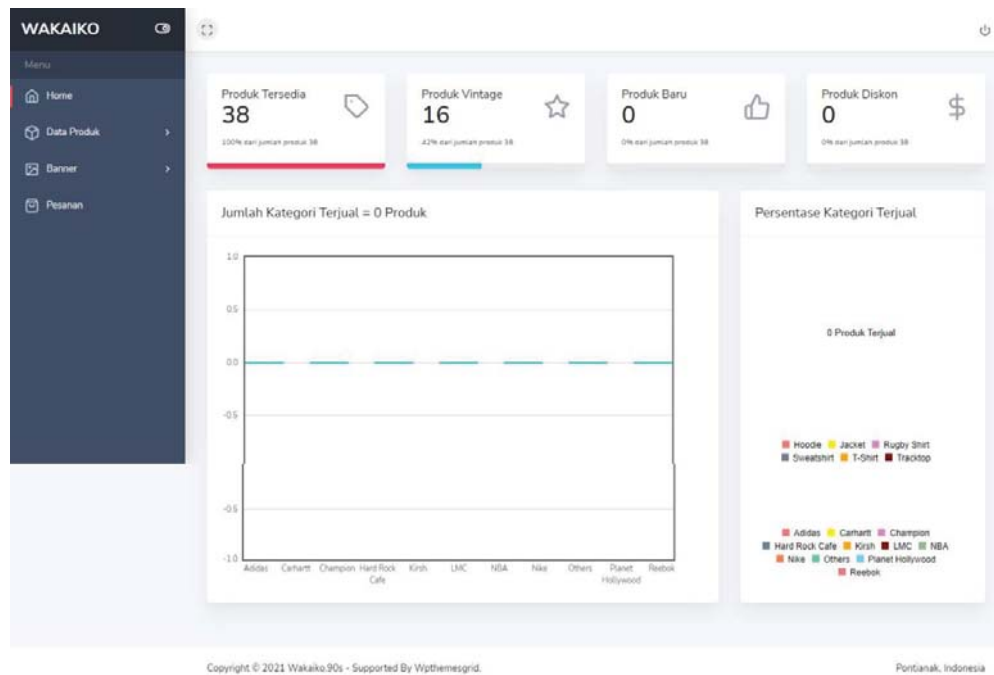 WAKAIKO
Menu
Home
Data Produk
Banner
Pesanan
Produk Tersedia
38
100% dari jumlah produk 38
Produk Vintage
16
42% dari jumlah produk 38
Produk Baru
0
0% dari jumlah produk 38
Produk Diskon
0
0% dari jumlah produk 38
Jumlah Kategori Terjual = 0 Produk
1.0
0.5
0.0
-0.5
-0.5
-1.0
Adidas Carhartt Champion Hard Rock Cafe Kirsh LMC NBA Nike Others Planet Hollywood Reebok
Persentase Kategori Terjual
0 Produk Terjual
Hoodie Jacket Rugby Shirt
Sweatshirt T-Shirt Tracktop
Adidas Carhartt Champion
Hard Rock Cafe Kirsh LMC NBA
Nike Others Planet Hollywood
Reebok
Copyright © 2021 Wakaiko.90s - Supported By Wpthemesgrid.
Pontianak, Indonesia